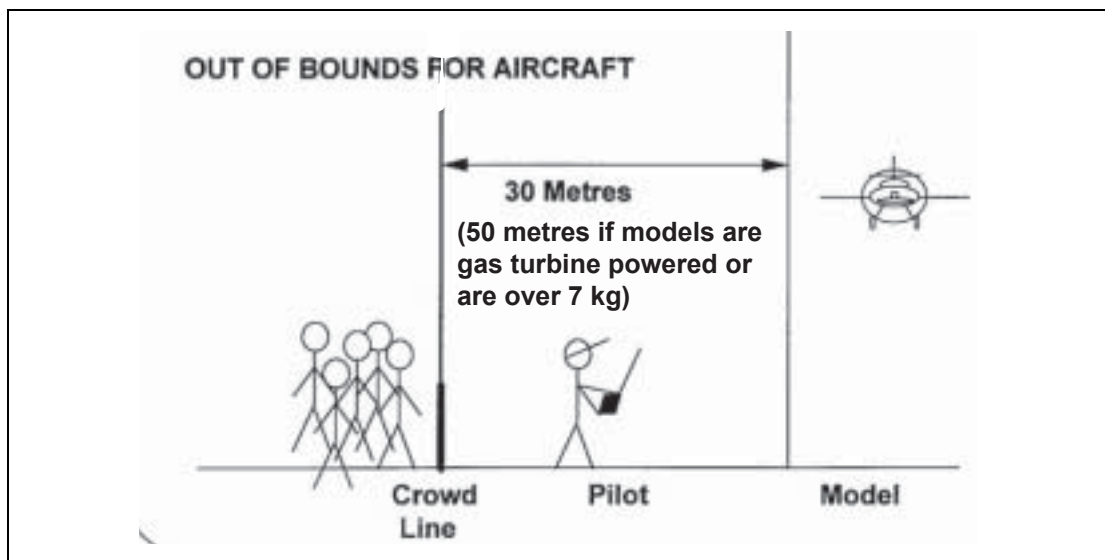 OUT OF BOUNDS FOR AIRCRAFT
30 Metres
(50 metres if models are
gas turbine powered or
are over 7 kg)
Crowd
Line
Pilot
Model